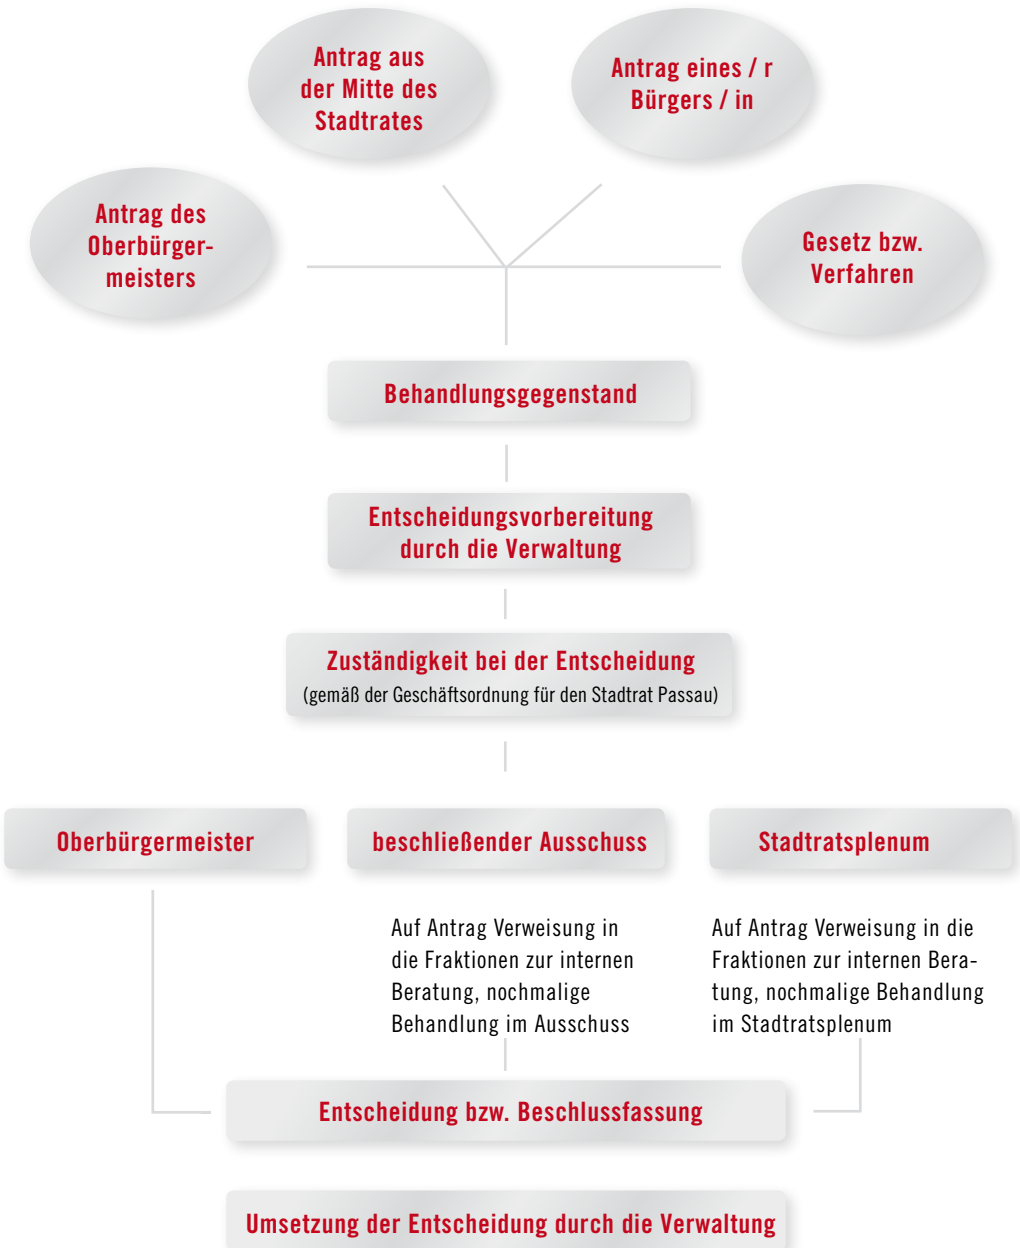 Antrag aus
der Mitte des
Stadtrates
Antrag eines / r
Bürgers / in
Antrag des
Oberbürger-
meisters
Gesetz bzw.
Verfahren
Behandlungsgegenstand
Entscheidungsvorbereitung
durch die Verwaltung
Zuständigkeit bei der Entscheidung
(gemäß der Geschäftsordnung für den Stadtrat Passau)
Oberbürgermeister
beschließender Ausschuss
Stadtratsplenum
Auf Antrag Verweisung in
die Fraktionen zur internen
Beratung, nochmalige
Behandlung im Ausschuss
Auf Antrag Verweisung in die
Fraktionen zur internen Bera-
tung, nochmalige Behandlung
im Stadtratsplenum
Entscheidung bzw. Beschlussfassung
Umsetzung der Entscheidung durch die Verwaltung